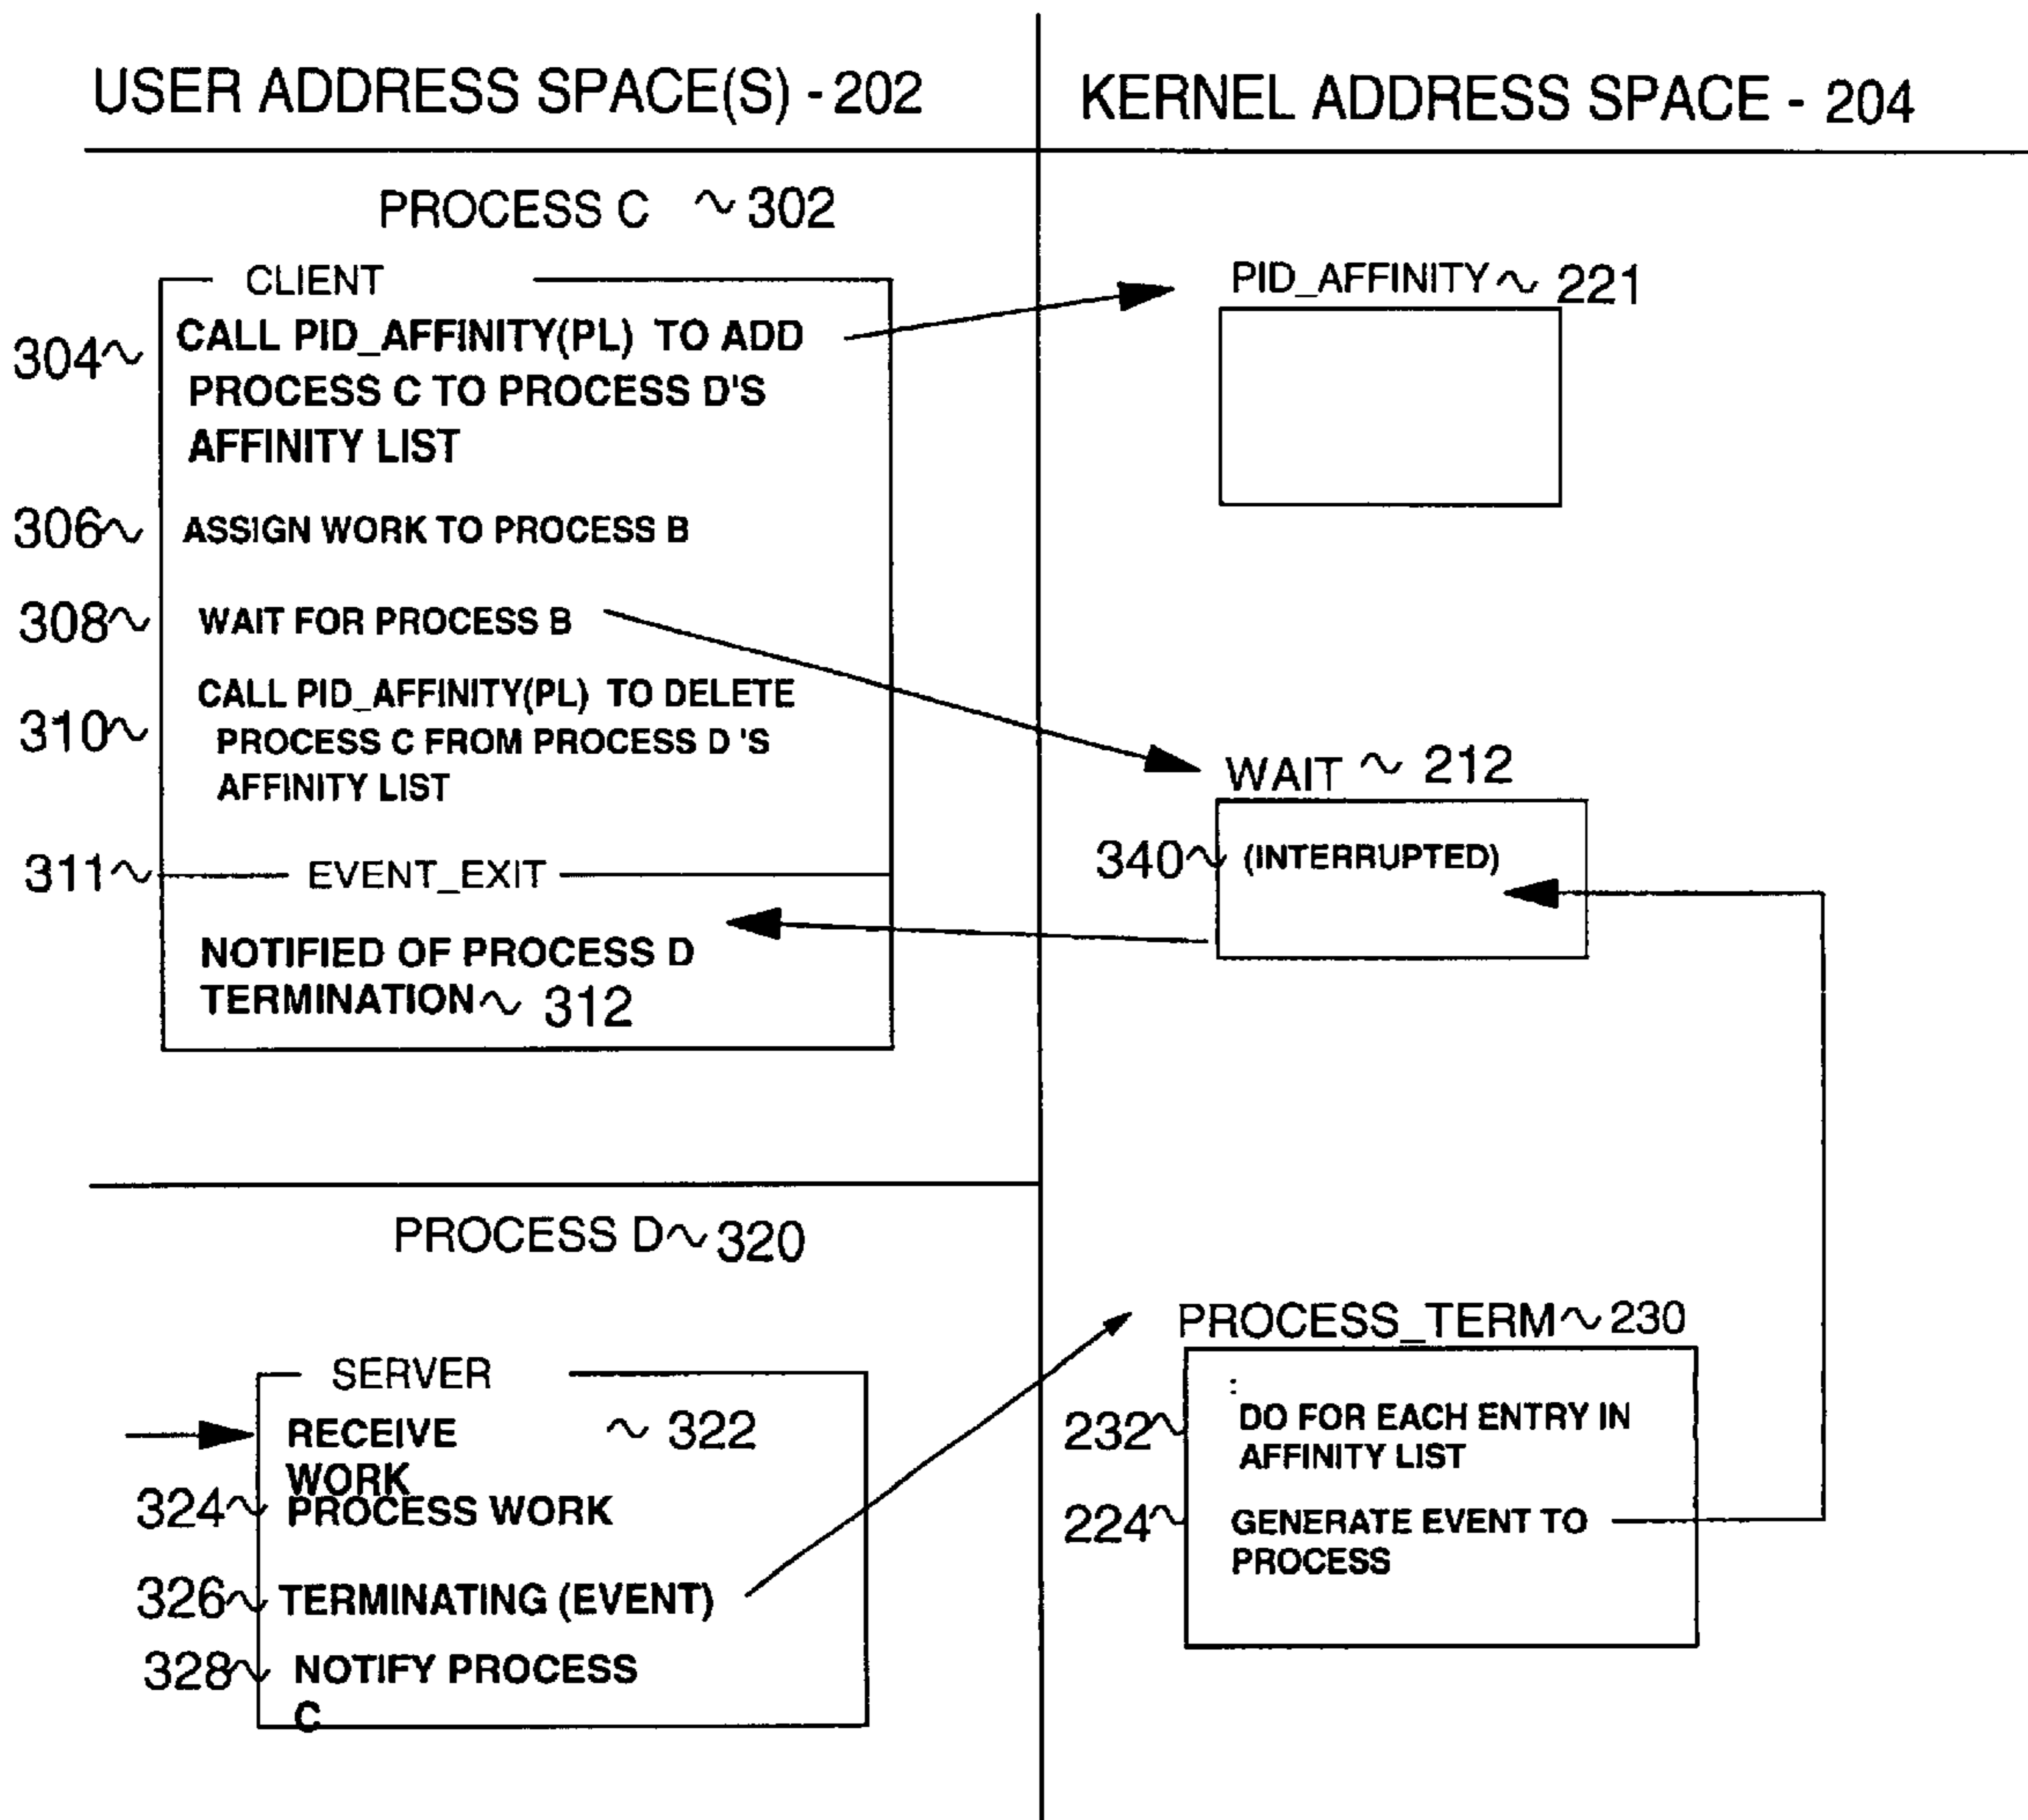 USER ADDRESS SPACE(S) - 202
KERNEL ADDRESS SPACE - 204
PROCESS C ~ 302
CLIENT
304~ CALL PID_AFFINITY(PL) TO ADD
PROCESS C TO PROCESS D'S
AFFINITY LIST
306~ ASSIGN WORK TO PROCESS B
308~ WAIT FOR PROCESS B
310~ CALL PID_AFFINITY(PL) TO DELETE
PROCESS C FROM PROCESS D 'S
AFFINITY LIST
311~ EVENT_EXIT
NOTIFIED OF PROCESS D
TERMINATION ~ 312
PID_AFFINITY ~ 221
WAIT ~ 212
340~ (INTERRUPTED)
PROCESS D ~ 320
SERVER
RECEIVE ~ 322
WORK
324~ PROCESS WORK
326~ TERMINATING (EVENT)
328~ NOTIFY PROCESS
C
PROCESS_TERM ~ 230
:
232~ DO FOR EACH ENTRY IN
AFFINITY LIST
224~ GENERATE EVENT TO
PROCESS